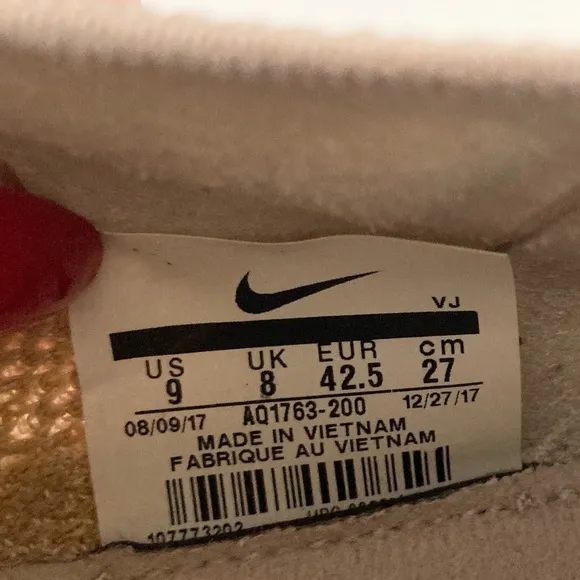 VJ
US UK EUR cm
9 8 42.5 27
08/09/17 AQ1763-200 12/27/17
MADE IN VIETNAM
FABRIQUE AU VIETNAM